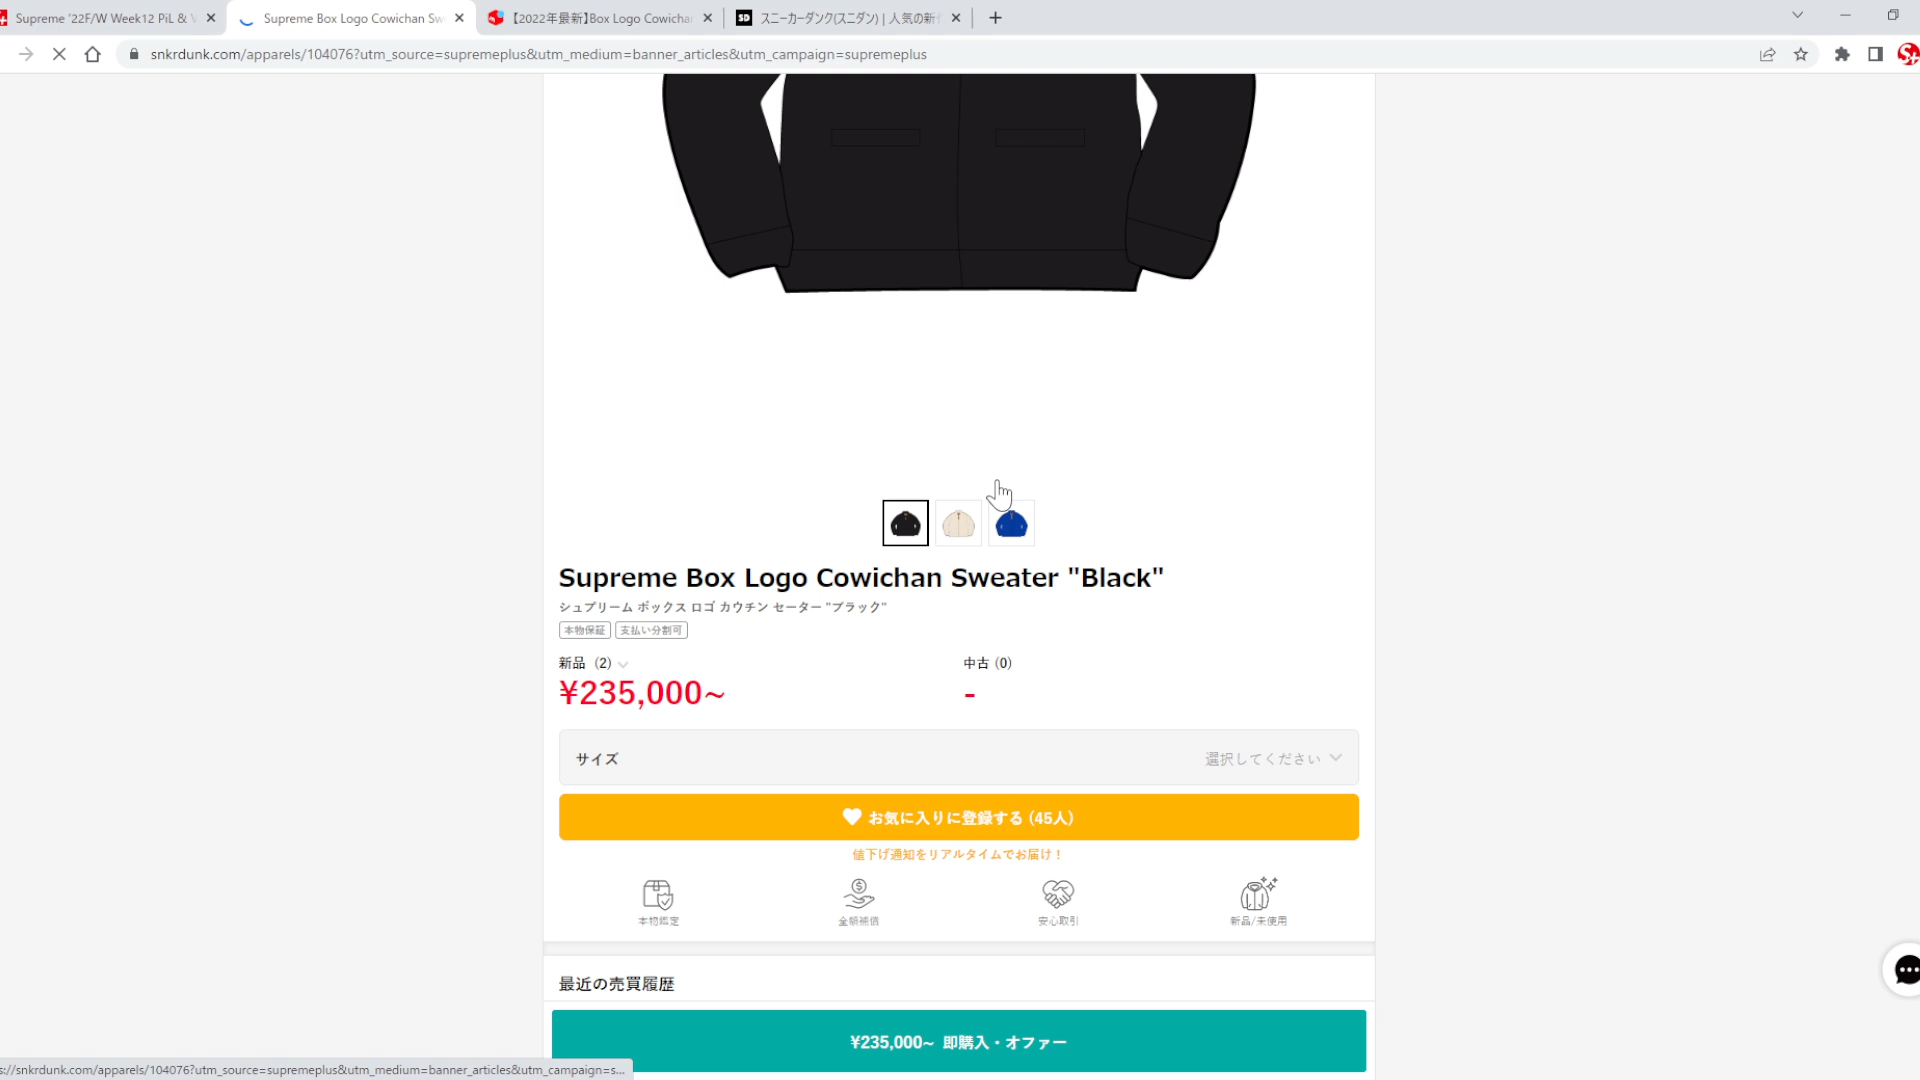 Supreme '22F/W Week12 PiL &
Supreme Box Logo Cowichan Sw
【2022年最新】Box Logo Cowichan
スニーカーダンク(スニダン) | 人気の新
snkrdunk.com/apparels/104076?utm_source=supremeplus&utm_medium=banner_articles&utm_campaign=supremeplus
Supreme Box Logo Cowichan Sweater "Black"
シュプリーム ボックス ロゴ カウチン セーター "ブラック"
本物保証 支払い分割可
新品 (2)
¥235,000~
中古 (0)
-
サイズ
選択してください
お気に入りに登録する (45人)
値下げ通知をリアルタイムでお届け！
本物鑑定
全額補償
安心取引
新品/未使用
最近の売買履歴
¥235,000~ 即購入・オファー
s://snkrdunk.com/apparels/104076?utm_source=supremeplus&utm_medium=banner_articles&utm_campaign=s...